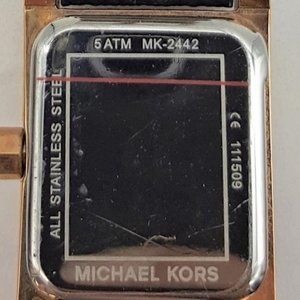 5 ATM MK-2442
ALL STAINLESS STEEL
CE 111509
MICHAEL KORS